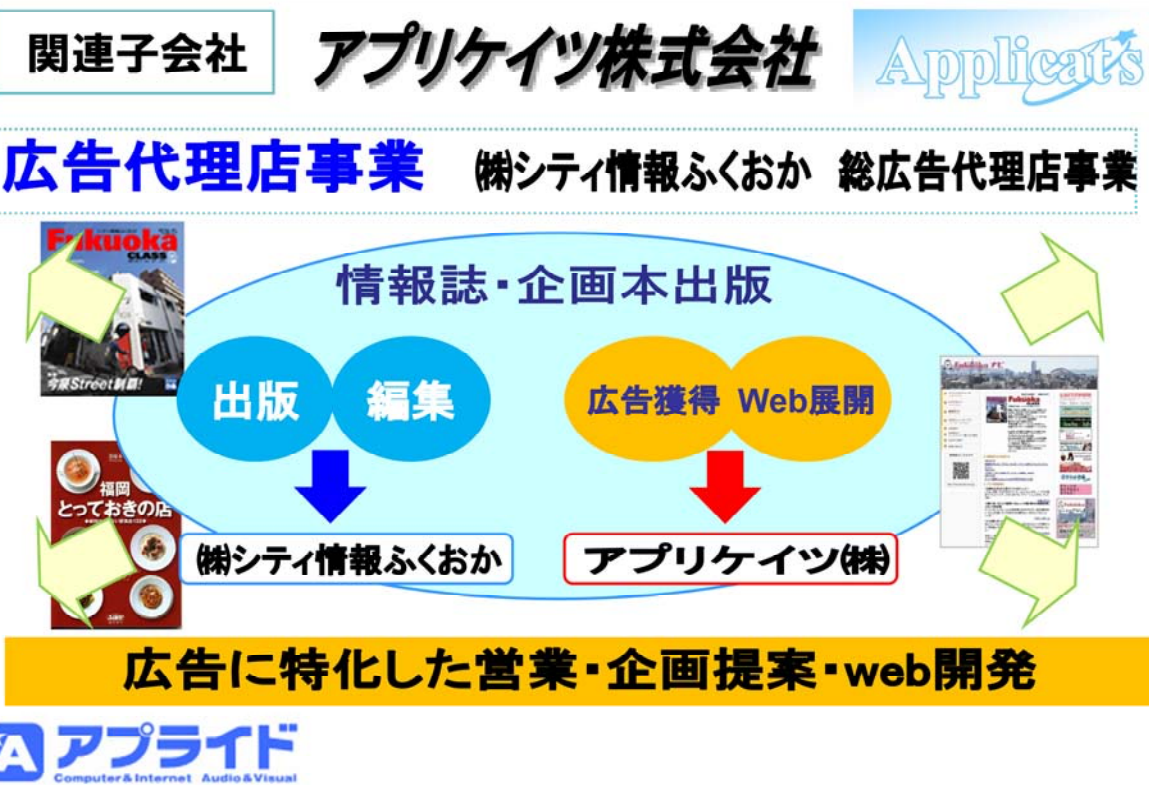 関連子会社
アプリケイツ株式会社
Applicat's
広告代理店事業 ㈱シティ情報ふくおか 総広告代理店事業
Fukuoka
CLASS
今泉Street制覇!
情報誌・企画本出版
出版 編集 広告獲得 Web展開
Fukuoka ナビ
Fukuoka
福岡
とっておきの店
㈱シティ情報ふくおか アプリケイツ㈱
広告に特化した営業・企画提案・web開発
A アプライド
Computer&Internet Audio&Visual